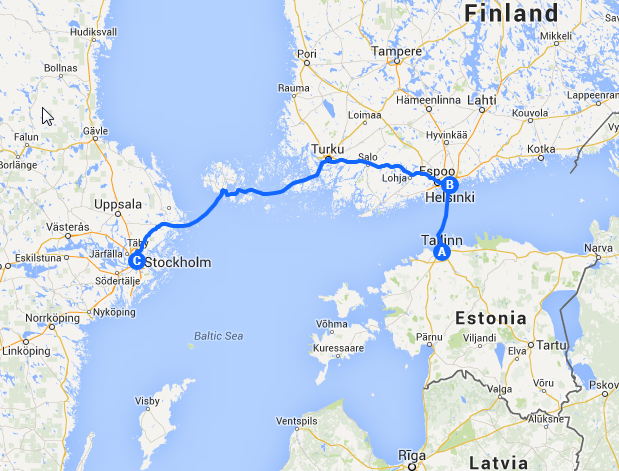 Finland
Hudiksvall
Bollnas
Pori
Tampere
Mikkeli
Rauma
Hämeenlinna
Lahti
Lappeenran
Loimaa
Kouvola
Falun
Gävle
Hyvinkää
Kotka
Vy
Borlänge
Turku
Salo
Espoo
Lohja
B
Helsinki
Uppsala
Västerås
Täby
Tallinn
A
Narva
Eskilstuna
Järfälla
C
Stockholm
Södertälje
Norrköping
Nyköping
Estonia
Linköping
Baltic Sea
Võhma
Kuressaare
Pärnu
Viljandi
Elva
Tartu
Valga
Võru
Pskov
Visby
Ventspils
Alūksne
Rīga
Latvia